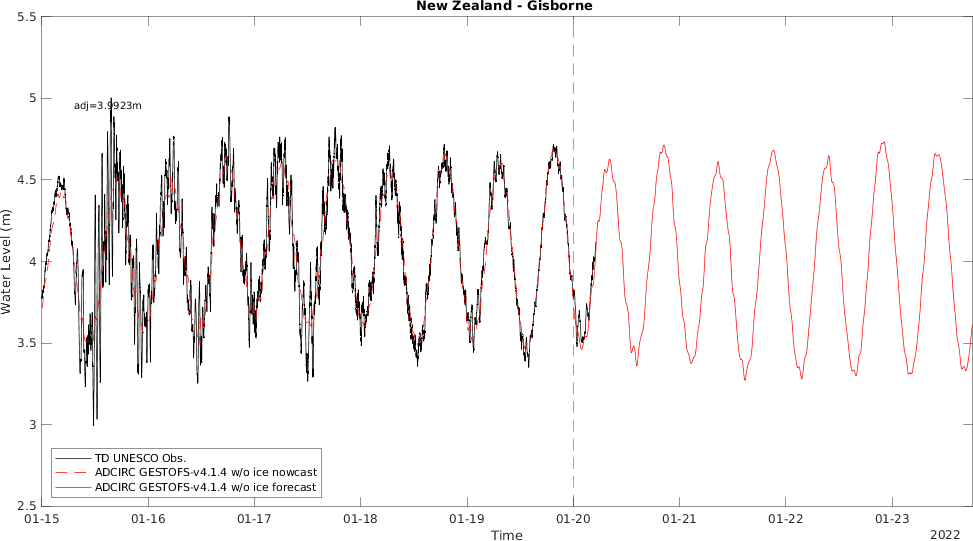 New Zealand - Gisborne
5.5
5
4.5
4
3.5
3
2.5
Water Level (m)
adj=3.9923m
TD UNESCO Obs.
ADCIRC GESTOFS-v4.1.4 w/o ice nowcast
ADCIRC GESTOFS-v4.1.4 w/o ice forecast
01-15 01-16 01-17 01-18 01-19 01-20 01-21 01-22 01-23
Time
2022